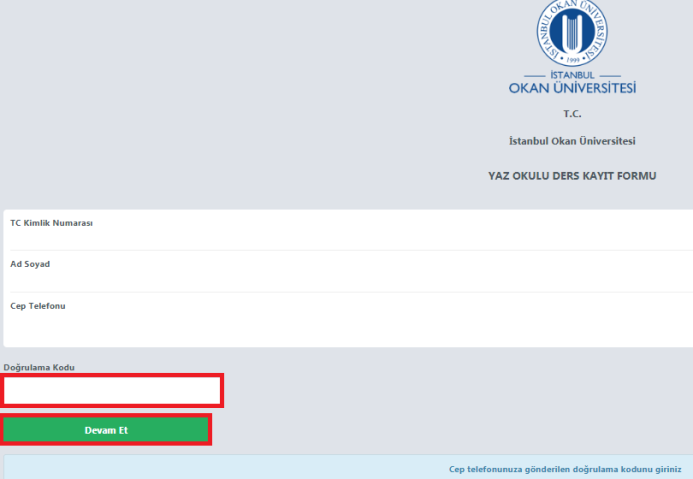 İSTANBUL OKAN ÜNİVERSİTESİ
1999
İSTANBUL
OKAN ÜNİVERSİTESİ
T.C.
İstanbul Okan Üniversitesi
YAZ OKULU DERS KAYIT FORMU
TC Kimlik Numarası
Ad Soyad
Cep Telefonu
Doğrulama Kodu
Devam Et
Cep telefonunuza gönderilen doğrulama kodunu giriniz